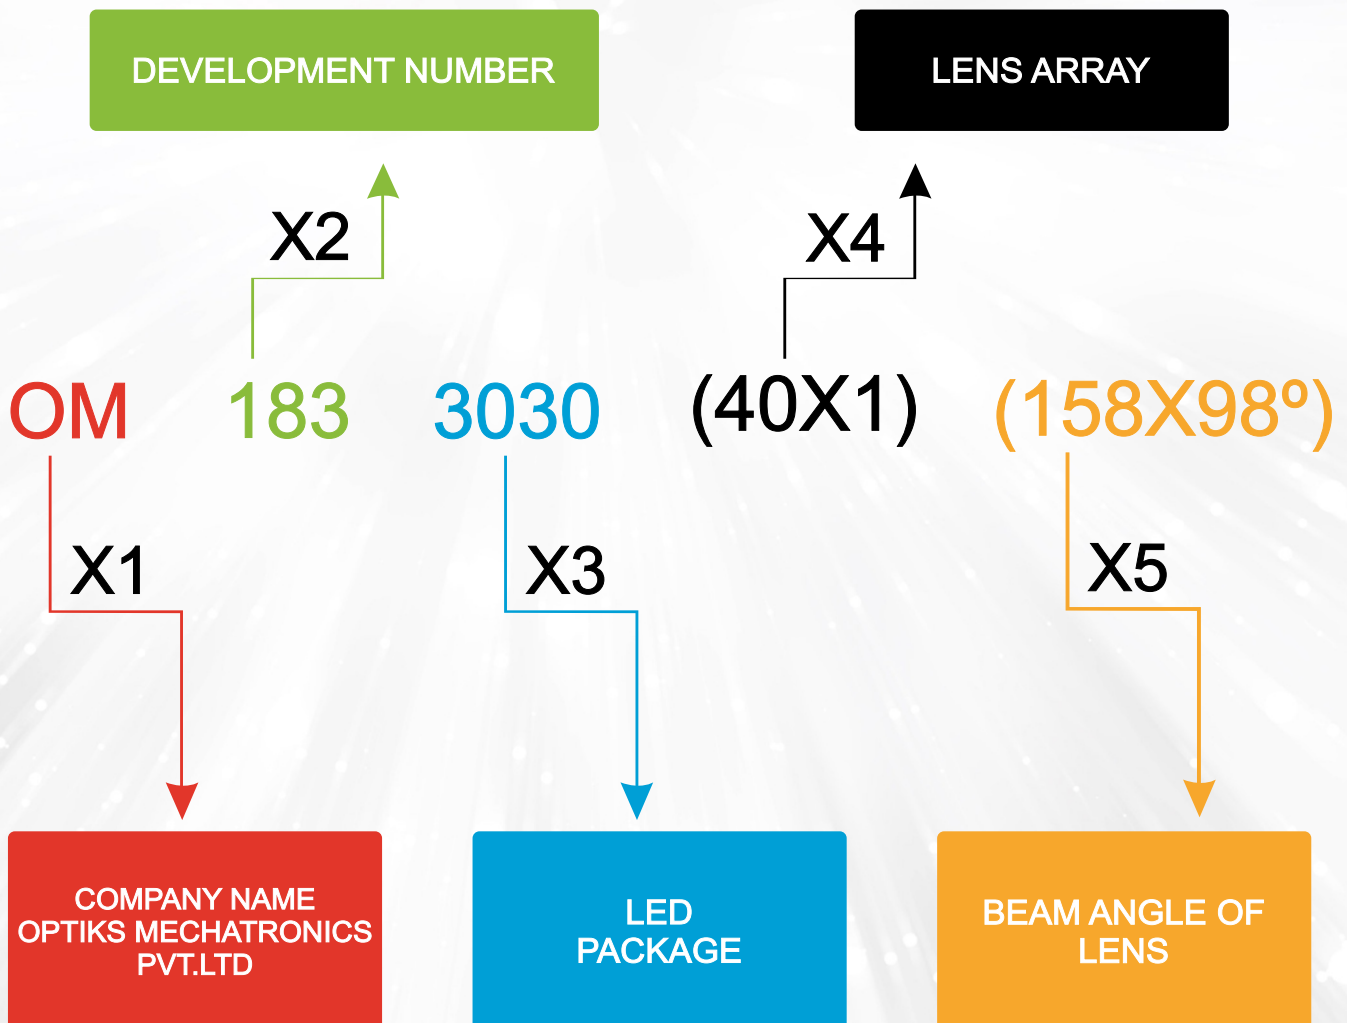 DEVELOPMENT NUMBER
LENS ARRAY
X2
X4
OM 183 3030 (40X1) (158X98º)
X1
X3
X5
COMPANY NAME
OPTIKS MECHATRONICS
PVT.LTD
LED
PACKAGE
BEAM ANGLE OF
LENS